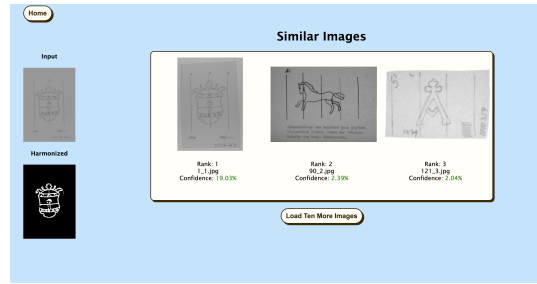 Home
Similar Images
Input
Harmonized
Rank: 1
1_1.jpg
Confidence: 19.03%
Rank: 2
90_2.jpg
Confidence: 2.39%
Rank: 3
121_3.jpg
Confidence: 2.04%
Load Ten More Images